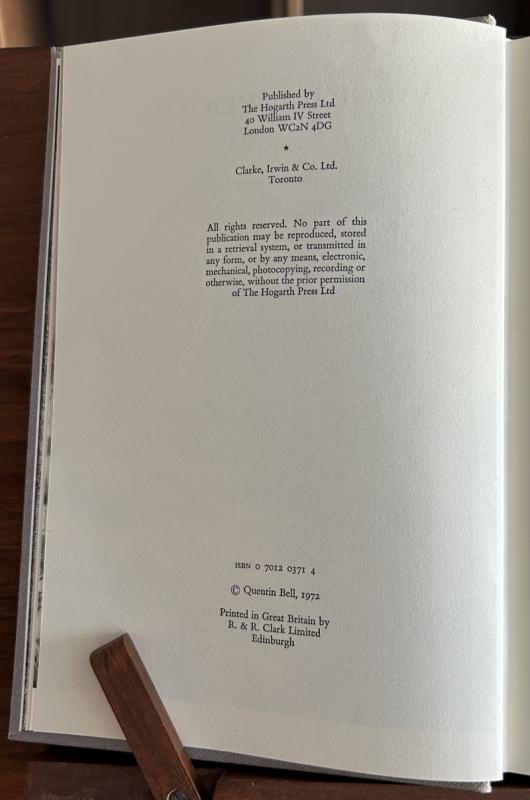 Published by
The Hogarth Press Ltd
40 William IV Street
London WC2N 4DG
★
Clarke, Irwin & Co. Ltd.
Toronto
All rights reserved. No part of this
publication may be reproduced, stored
in a retrieval system, or transmitted in
any form, or by any means, electronic,
mechanical, photocopying, recording or
otherwise, without the prior permission
of The Hogarth Press Ltd
ISBN 0 7012 0371 4
© Quentin Bell, 1972
Printed in Great Britain by
R. & R. Clark Limited
Edinburgh